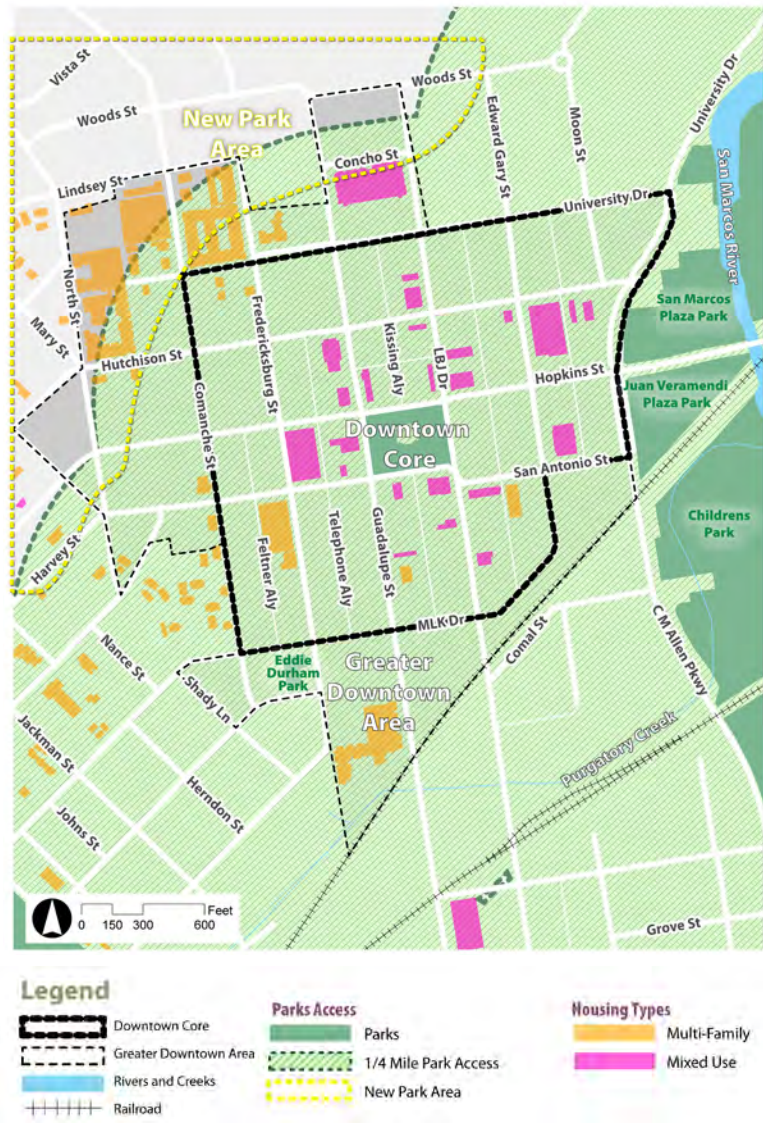 Vista St
Woods St
Woods St
University Dr
New Park
Area
Edward Gary St
Moon St
Concho St
San Marcos River
Lindsey St
University Dr
North St
Mary St
Fredericksburg St
Kissing Aly
LBJ Dr
San Marcos
Plaza Park
Hutchison St
Comanche St
Hopkins St
Juan Veramendi
Plaza Park
Downtown
Core
San Antonio St
Harvey St
Feltner Aly
Telephone Aly
Guadalupe St
Childrens
Park
MLK Dr
Comal St
C M Allen Pkwy
Nance St
Shady Ln
Eddie
Durham
Park
Greater
Downtown
Area
Purgatory Creek
Jackman St
Herndon St
Johns St
Feet
0 150 300 600
Grove St
Legend
Downtown Core
Greater Downtown Area
Rivers and Creeks
Railroad
Parks Access
Parks
1/4 Mile Park Access
New Park Area
Housing Types
Multi-Family
Mixed Use